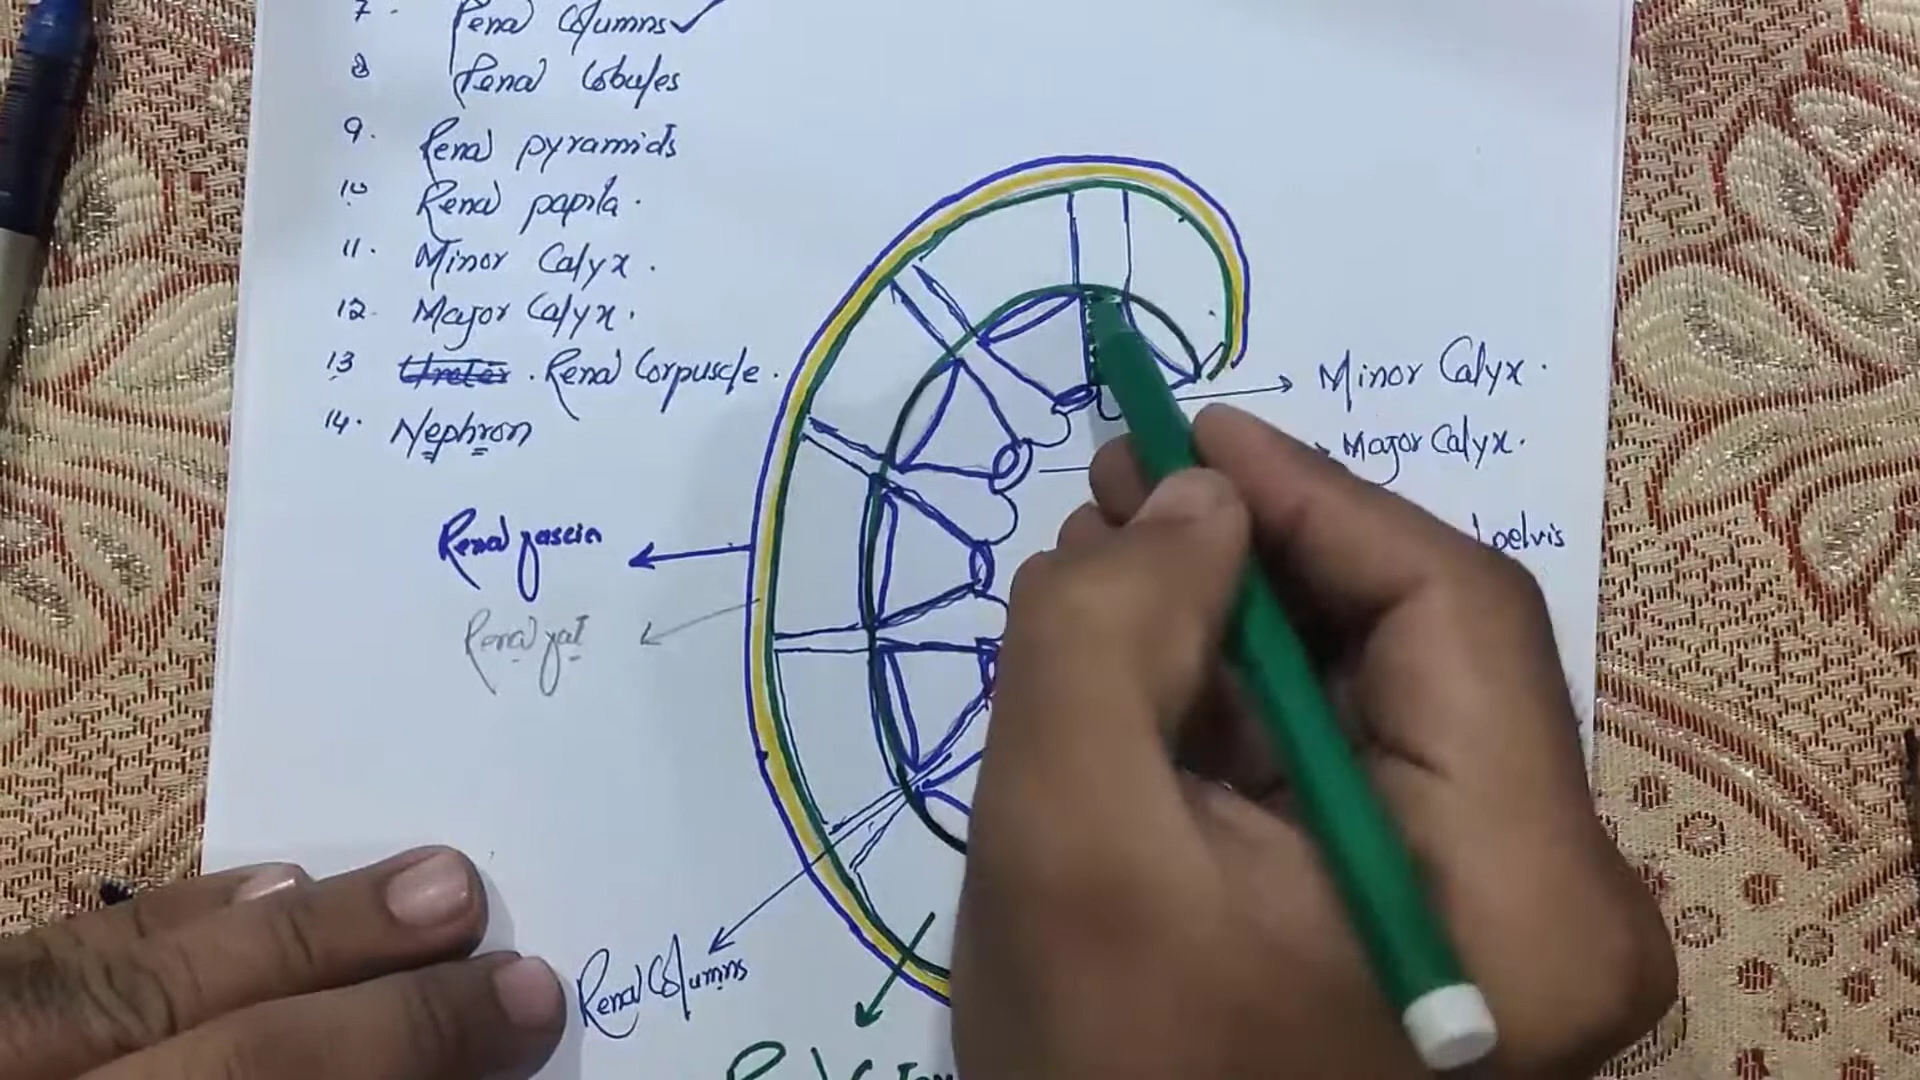 7. Renal Columns
8 Renal lobules
9. Renal pyramids
10 Renal papila.
11. Minor Calyx.
12. Major Calyx.
13 Ureter . Renal Corpuscle.
14. Nephron
Minor Calyx.
Major Calyx.
pelvis
Renal fascia
Renal fat
Renal Columns